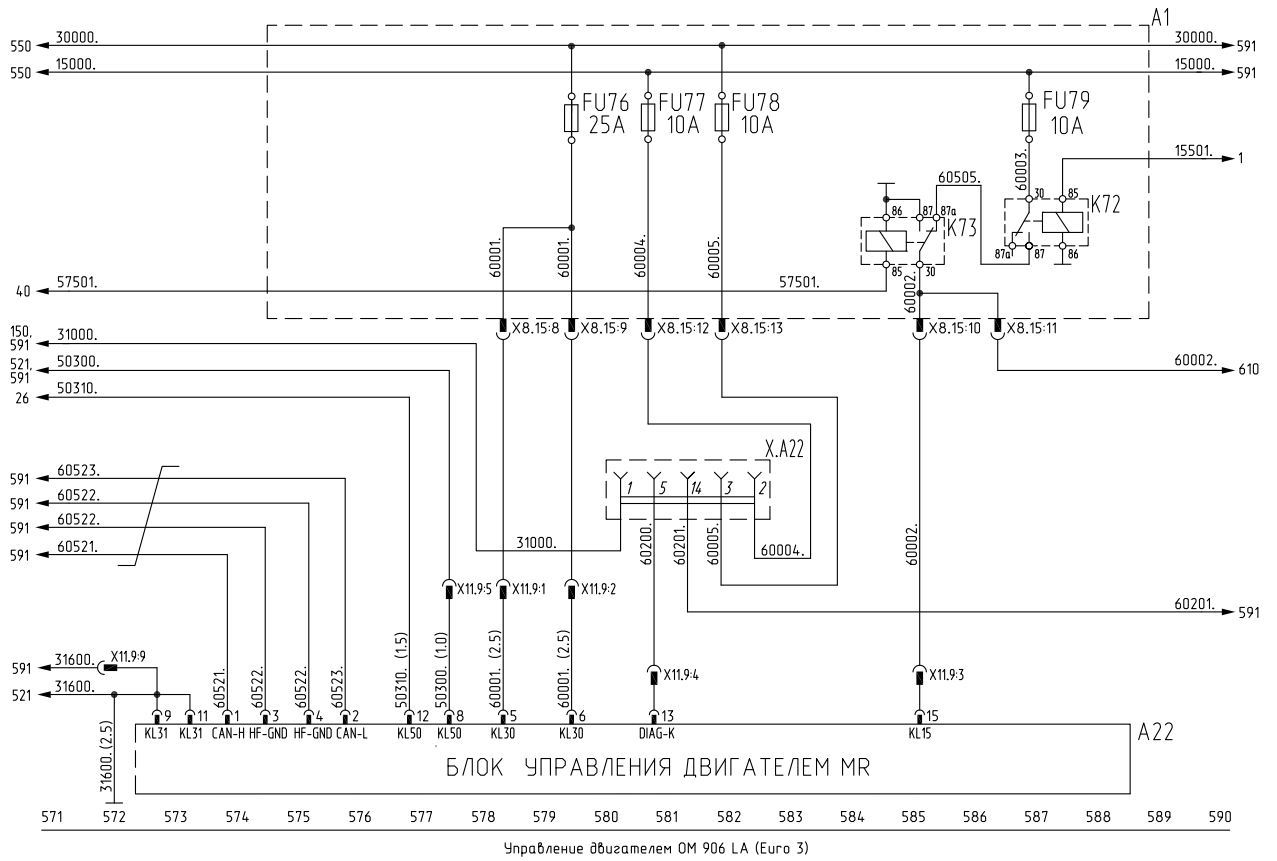 A1
550 30000. 30000. 591
550 15000. 15000. 591
FU76 FU77 FU78 FU79
25A 10A 10A 10A
15501. 1
60003.
60505.
30 85
K72
87a 87 86
86 87 87a
K73
85 30
60001. 60001. 60004. 60005. 60002.
40 57501. 57501.
X8.15:8 X8.15:9 X8.15:12 X8.15:13 X8.15:10 X8.15:11
150,
591 31000.
521,
591 50300.
60002. 610
26 50310.
X.A22
1 5 14 3 2
591 60523.
591 60522.
591 60522.
591 60521.
31000. 60200. 60201. 60005. 60004.
60002.
X11.9:5 X11.9:1 X11.9:2
60201. 591
591 31600. X11.9:9
X11.9:4 X11.9:3
521 31600.
31600. (2.5)
60521. 60522. 60522. 60523. 50310. (1.5) 50300. (1.0) 60001. (2.5) 60001. (2.5)
9 11 1 3 4 2 12 8 5 6 13 15
KL31 KL31 CAN-H HF-GND HF-GND CAN-L KL50 KL50 KL30 KL30 DIAG-K KL15
A22
БЛОК УПРАВЛЕНИЯ ДВИГАТЕЛЕМ MR
571 572 573 574 575 576 577 578 579 580 581 582 583 584 585 586 587 588 589 590
Управление двигателем OM 906 LA (Euro 3)